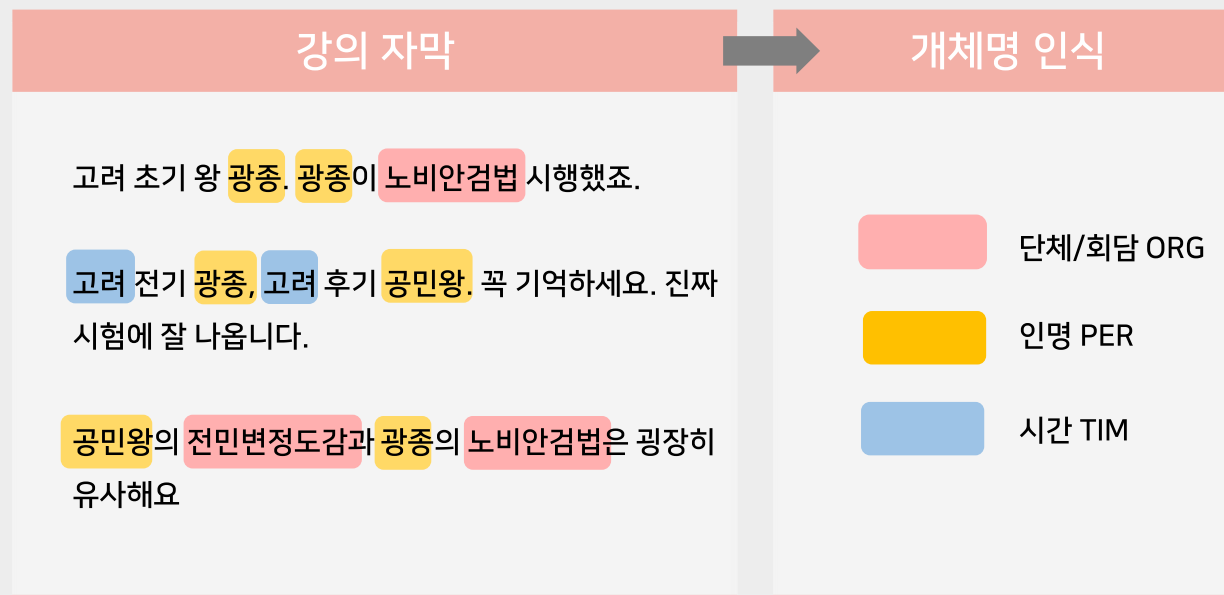 강의 자막
고려 초기 왕 광종. 광종이 노비안검법 시행했죠.
고려 전기 광종, 고려 후기 공민왕. 꼭 기억하세요. 진짜
시험에 잘 나옵니다.
공민왕의 전민변정도감과 광종의 노비안검법은 굉장히
유사해요
개체명 인식
단체/회담 ORG
인명 PER
시간 TIM